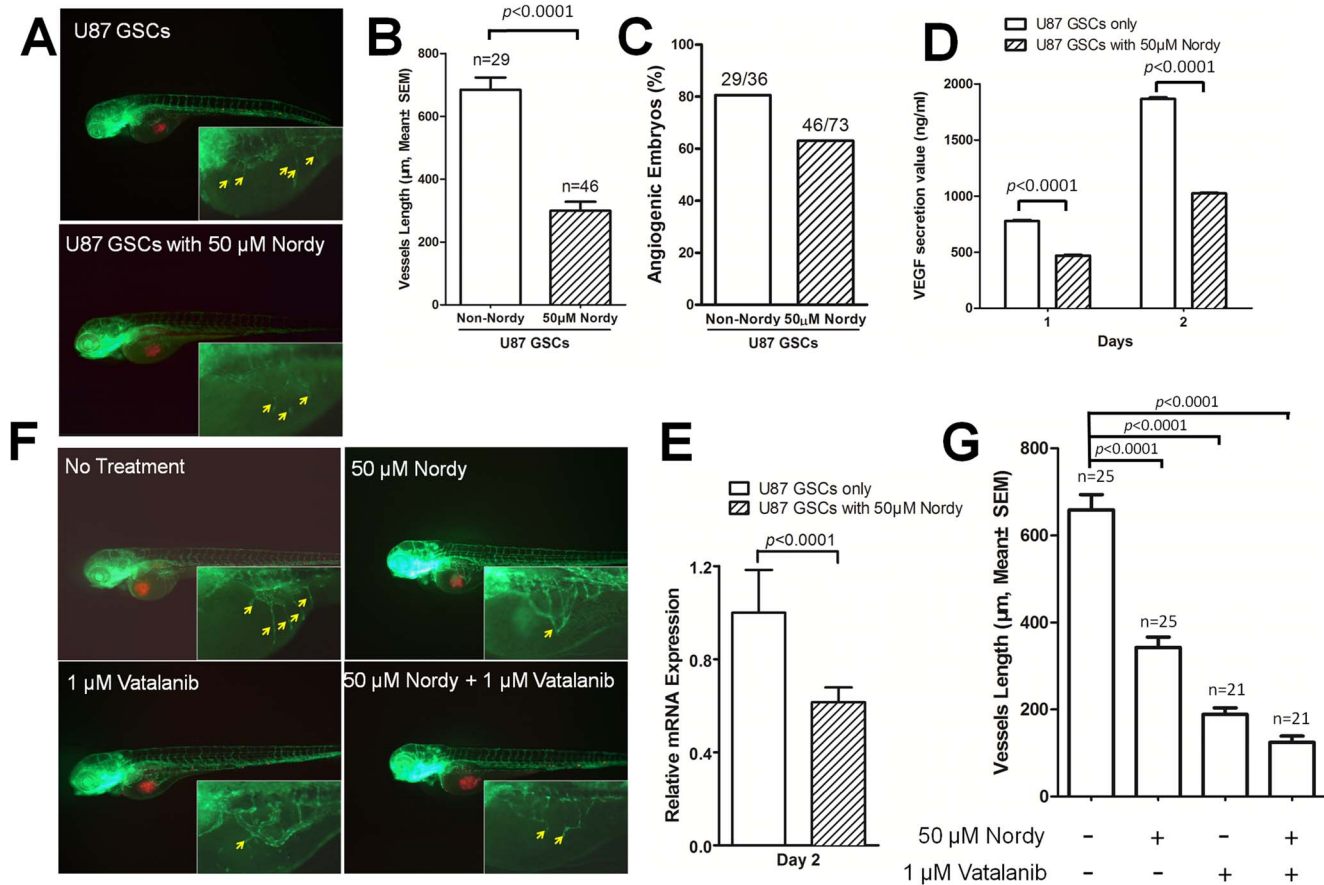 A
U87 GSCs
U87 GSCs with 50 µM Nordy
B
p<0.0001
n=29
n=46
Vessels Length (µm, Meant± SEM)
800
600
400
200
0
Non-Nordy 50µM Nordy
U87 GSCs
C
29/36
46/73
Angiogenic Embryos (%)
100
80
60
40
20
0
Non-Nordy 50µM Nordy
U87 GSCs
D
U87 GSCs only
U87 GSCs with 50µM Nordy
p<0.0001
p<0.0001
VEGF secretion value (ng/ml)
2000
1500
1000
500
0
1 2
Days
F
No Treatment
50 µM Nordy
1 µM Vatalanib
50 µM Nordy + 1 µM Vatalanib
E
U87 GSCs only
U87 GSCs with 50µM Nordy
p<0.0001
Relative mRNA Expression
1.2
0.8
0.4
0.0
Day 2
G
p<0.0001
p<0.0001
p<0.0001
n=25
n=25
n=21
n=21
Vessels Length (µm, Meant± SEM)
800
600
400
200
0
50 µM Nordy - + - +
1 µM Vatalanib - - + +